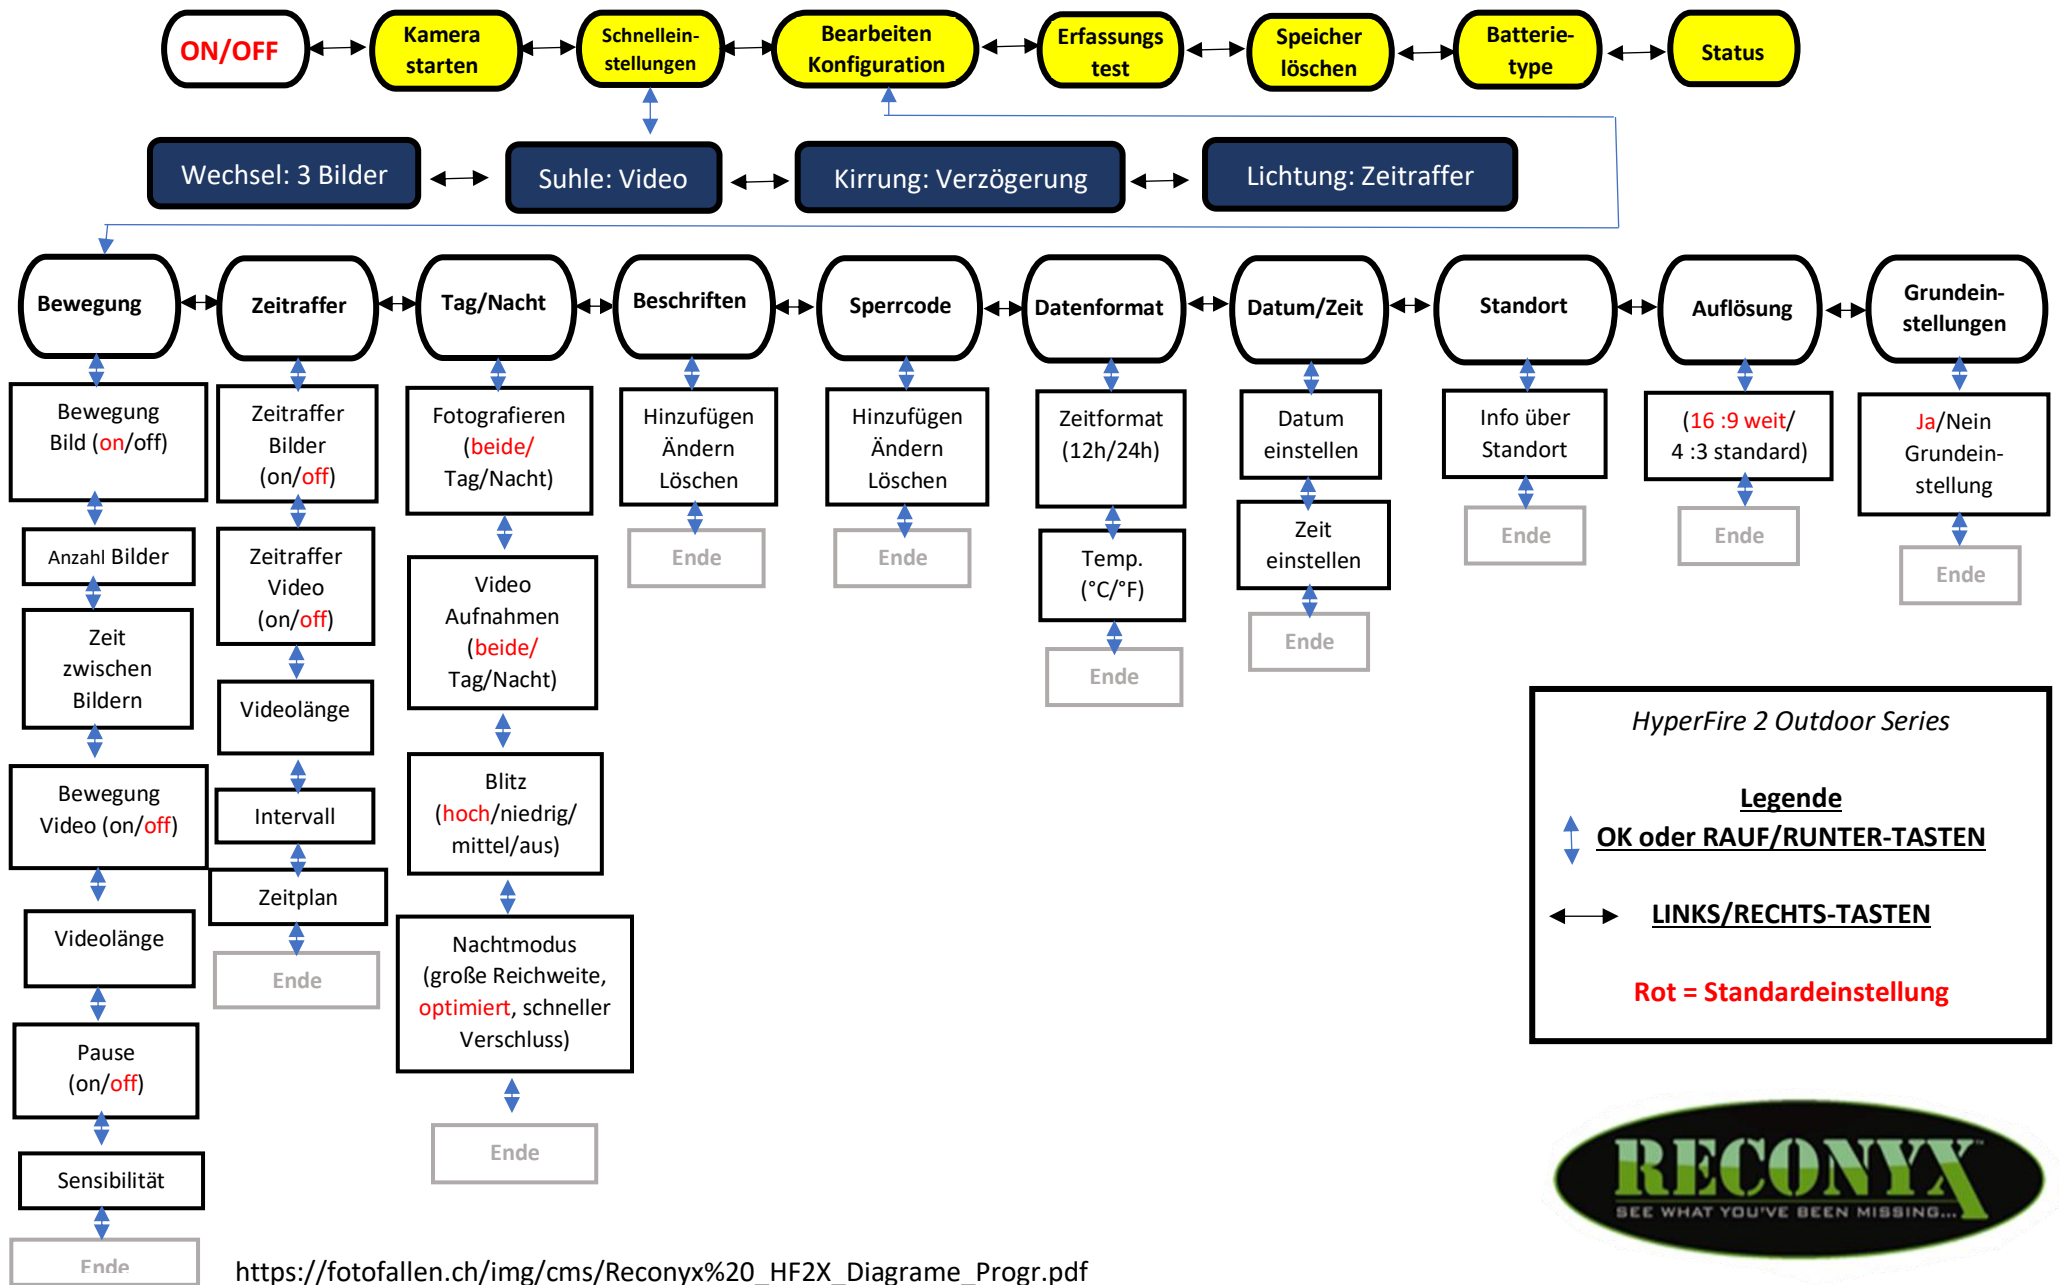 ON/OFF
Kamera
starten
Schnellein-
stellungen
Bearbeiten
Konfiguration
Erfassungs
test
Speicher
löschen
Batterie-
type
Status
Wechsel: 3 Bilder
Suhle: Video
Kirrung: Verzögerung
Lichtung: Zeitraffer
Bewegung
Zeitraffer
Tag/Nacht
Beschriften
Sperrcode
Datenformat
Datum/Zeit
Standort
Auflösung
Grundein-
stellungen
Bewegung
Bild (on/off)
Anzahl Bilder
Zeit
zwischen
Bildern
Bewegung
Video (on/off)
Videolänge
Pause
(on/off)
Sensibilität
Ende
Zeitraffer
Bilder
(on/off)
Zeitraffer
Video
(on/off)
Videolänge
Intervall
Zeitplan
Ende
Fotografieren
(beide/
Tag/Nacht)
Video
Aufnahmen
(beide/
Tag/Nacht)
Blitz
(hoch/niedrig/
mittel/aus)
Nachtmodus
(große Reichweite,
optimiert, schneller
Verschluss)
Ende
Hinzufügen
Ändern
Löschen
Ende
Hinzufügen
Ändern
Löschen
Ende
Zeitformat
(12h/24h)
Temp.
(°C/°F)
Ende
Datum
einstellen
Zeit
einstellen
Ende
Info über
Standort
Ende
(16 :9 weit/
4 :3 standard)
Ende
Ja/Nein
Grundein-
stellung
Ende
HyperFire 2 Outdoor Series
Legende
OK oder RAUF/RUNTER-TASTEN
LINKS/RECHTS-TASTEN
Rot = Standardeinstellung
RECONYX™
SEE WHAT YOU'VE BEEN MISSING...
https://fotofallen.ch/img/cms/Reconyx%20_HF2X_Diagrame_Progr.pdf